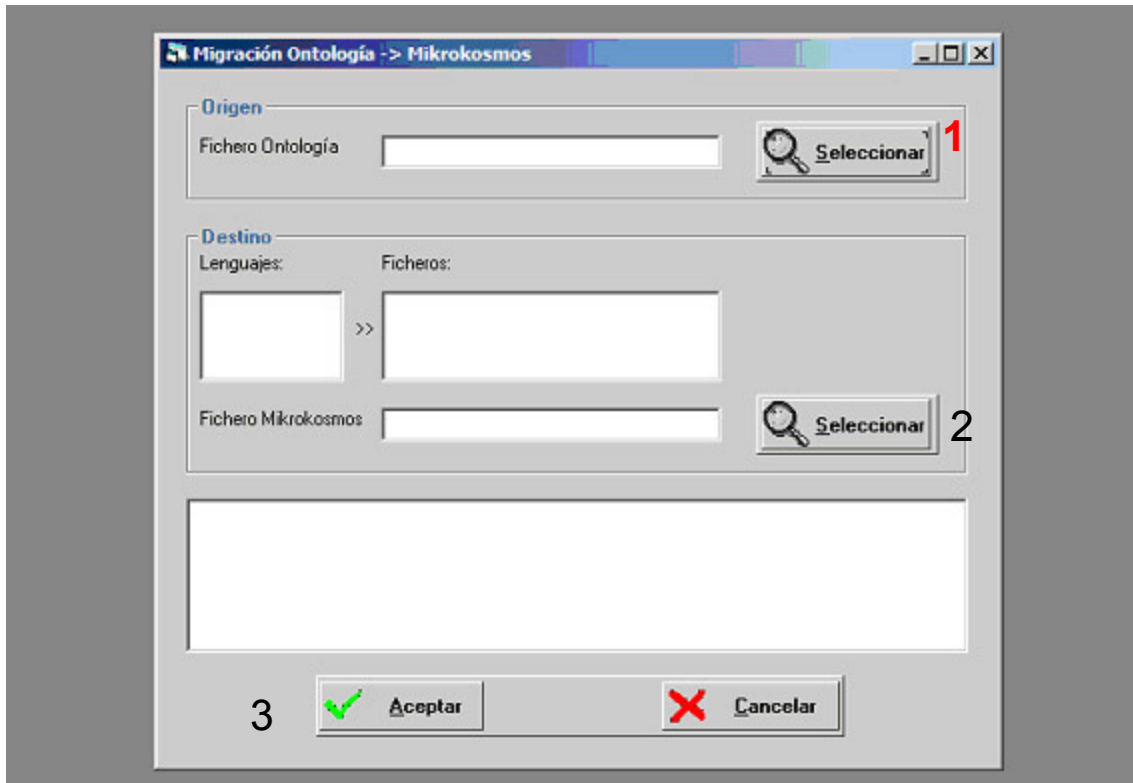 Migración Ontología -> Mikrokosmos
Origen
Fichero Ontología
Seleccionar 1
Destino
Lenguajes: Ficheros:
>>
Fichero Mikrokosmos
Seleccionar 2
3 Aceptar Cancelar